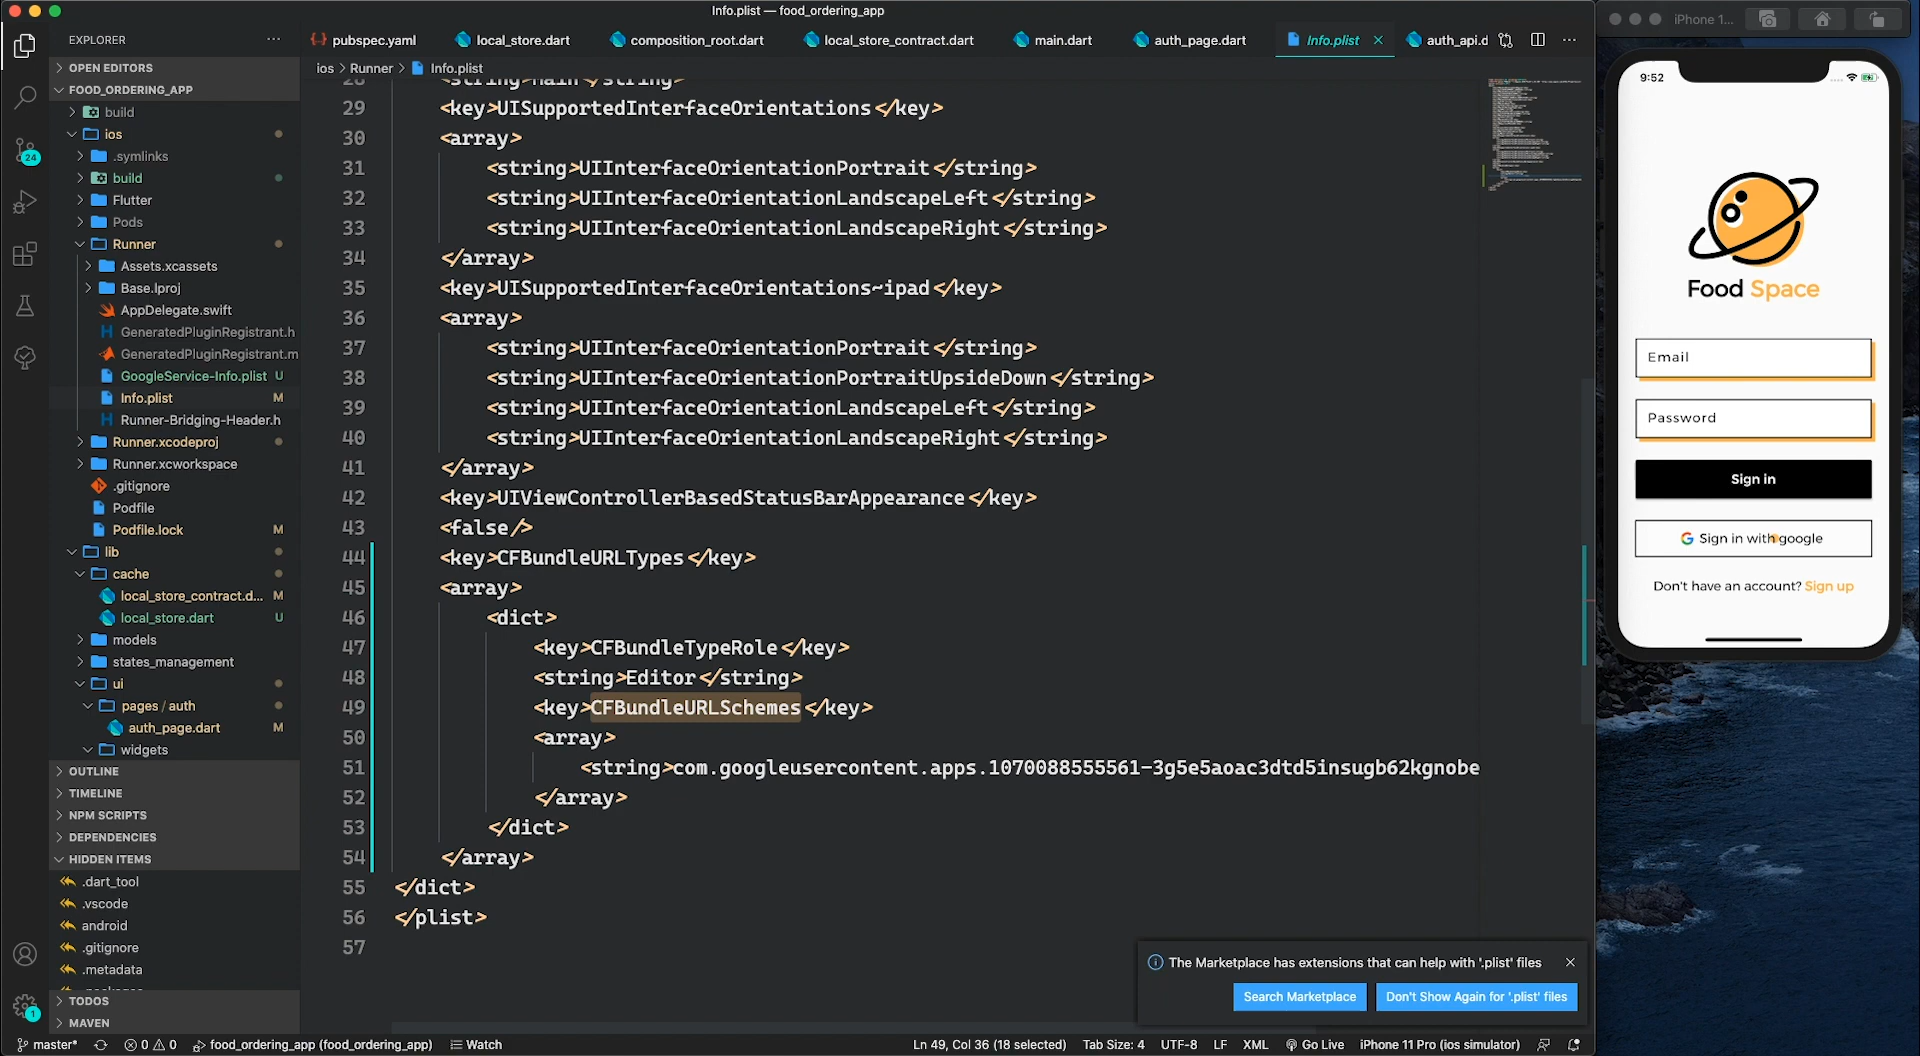 Info.plist — food_ordering_app
EXPLORER
OPEN EDITORS
FOOD_ORDERING_APP
build
ios
.symlinks
build
Flutter
Pods
Runner
Assets.xcassets
Base.lproj
AppDelegate.swift
GeneratedPluginRegistrant.h
GeneratedPluginRegistrant.m
GoogleService-Info.plist U
Info.plist M
Runner-Bridging-Header.h
Runner.xcodeproj
Runner.xcworkspace
.gitignore
Podfile
Podfile.lock M
lib
cache
local_store_contract.d... M
local_store.dart U
models
states_management
ui
pages / auth
auth_page.dart M
widgets
OUTLINE
TIMELINE
NPM SCRIPTS
DEPENDENCIES
HIDDEN ITEMS
.dart_tool
.vscode
android
.gitignore
.metadata
TODOS
MAVEN
24
1
pubspec.yaml local_store.dart composition_root.dart local_store_contract.dart main.dart auth_page.dart Info.plist auth_api.d
ios > Runner > Info.plist
28 <string>Main</string>
29 <key>UISupportedInterfaceOrientations</key>
30 <array>
31 <string>UIInterfaceOrientationPortrait</string>
32 <string>UIInterfaceOrientationLandscapeLeft</string>
33 <string>UIInterfaceOrientationLandscapeRight</string>
34 </array>
35 <key>UISupportedInterfaceOrientations~ipad</key>
36 <array>
37 <string>UIInterfaceOrientationPortrait</string>
38 <string>UIInterfaceOrientationPortraitUpsideDown</string>
39 <string>UIInterfaceOrientationLandscapeLeft</string>
40 <string>UIInterfaceOrientationLandscapeRight</string>
41 </array>
42 <key>UIViewControllerBasedStatusBarAppearance</key>
43 <false/>
44 <key>CFBundleURLTypes</key>
45 <array>
46 <dict>
47 <key>CFBundleTypeRole</key>
48 <string>Editor</string>
49 <key>CFBundleURLSchemes</key>
50 <array>
51 <string>com.googleusercontent.apps.1070088555561-3g5e5aoac3dtd5insugb62kgnobe
52 </array>
53 </dict>
54 </array>
55 </dict>
56 </plist>
57
The Marketplace has extensions that can help with '.plist' files
Search Marketplace
Don't Show Again for '.plist' files
master* 0 0 food_ordering_app (food_ordering_app) Watch Ln 49, Col 36 (18 selected) Tab Size: 4 UTF-8 LF XML Go Live iPhone 11 Pro (ios simulator)
iPhone 1...
9:52
Food Space
Email
Password
Sign in
Sign in with google
Don't have an account? Sign up